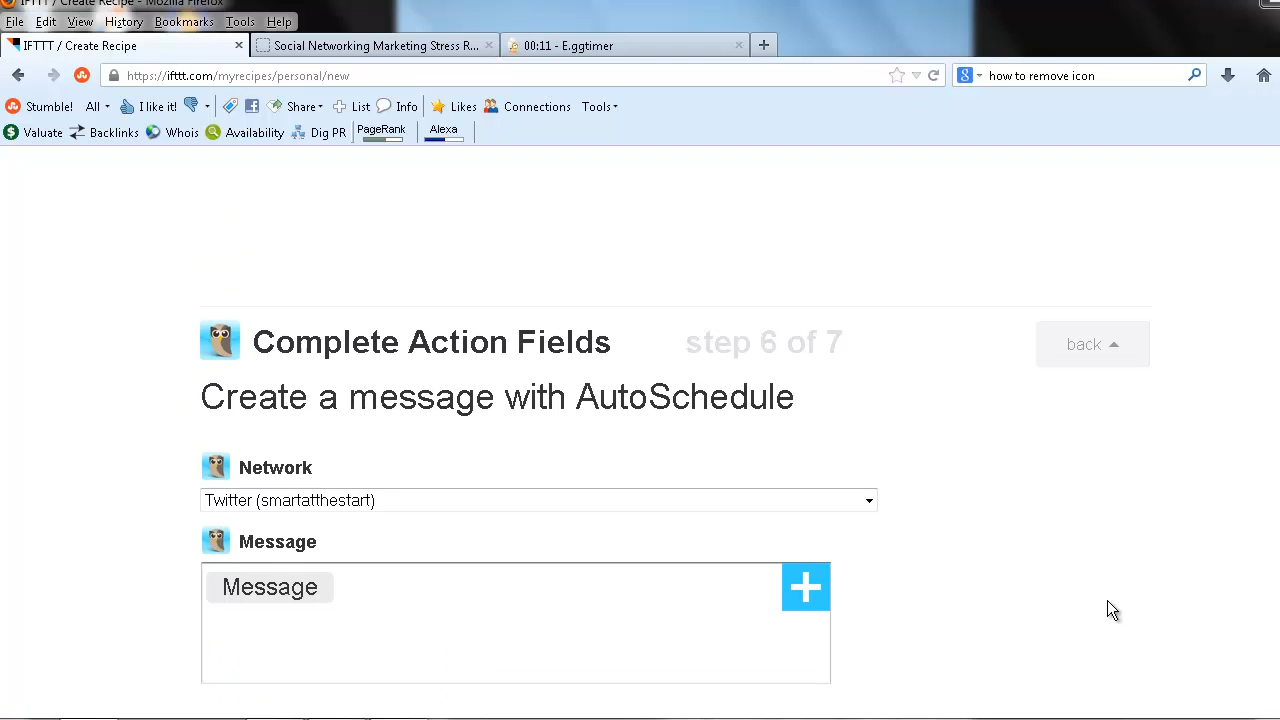 IFTTT / Create Recipe - Mozilla Firefox
File Edit View History Bookmarks Tools Help
IFTTT / Create Recipe × Social Networking Marketing Stress R... × 00:11 - E.ggtimer × +
https://ifttt.com/myrecipes/personal/new how to remove icon
Stumble! All I like it! Share List Info Likes Connections Tools
Valuate Backlinks Whois Availability Dig PR PageRank Alexa
Complete Action Fields step 6 of 7 back
Create a message with AutoSchedule
Network
Twitter (smartatthestart)
Message
Message